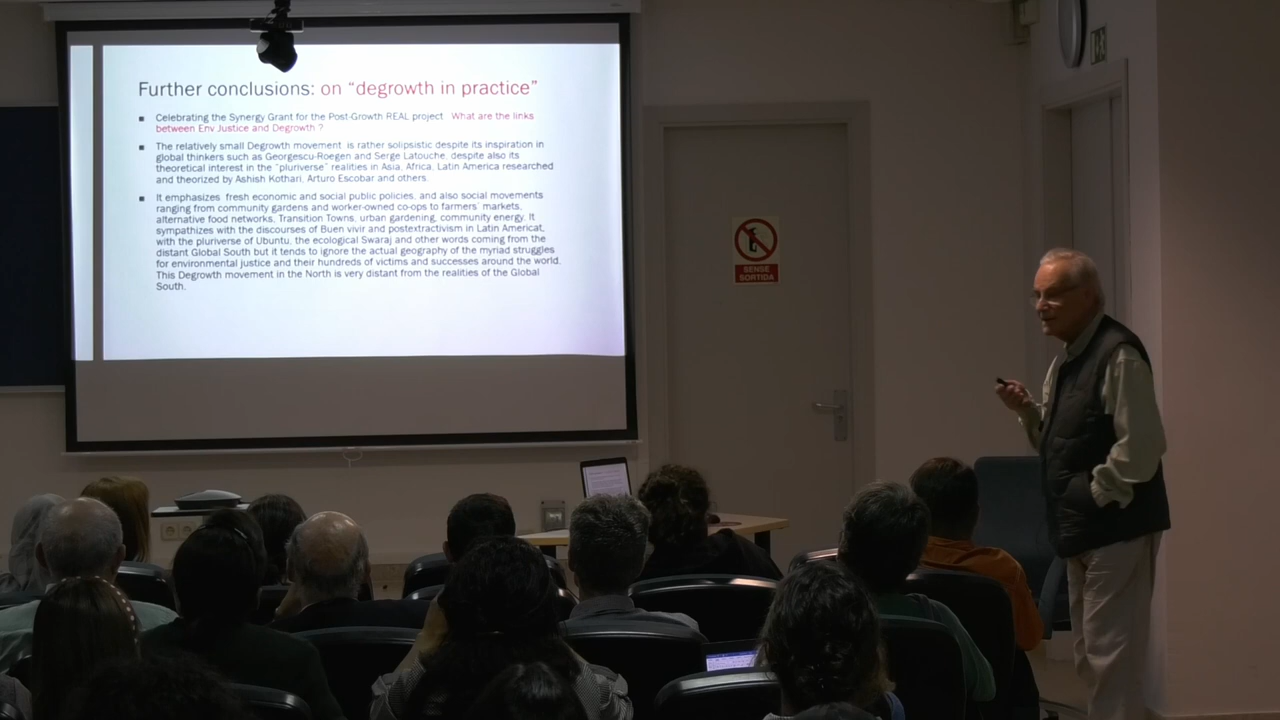 Further conclusions: on “degrowth in practice”
Celebrating the Synergy Grant for the Post-Growth REAL project What are the links
between Env Justice and Degrowth ?
The relatively small Degrowth movement is rather solipsistic despite its inspiration in
global thinkers such as Georgescu-Roegen and Serge Latouche, despite also its
theoretical interest in the "pluriverse" realities in Asia, Africa, Latin America researched
and theorized by Ashish Kothari, Arturo Escobar and others.
It emphasizes fresh economic and social public policies, and also social movements
ranging from community gardens and worker-owned co-ops to farmers' markets,
alternative food networks, Transition Towns, urban gardening, community energy. It
sympathizes with the discourses of Buen vivir and postextractivism in Latin Americat,
with the pluriverse of Ubuntu, the ecological Swaraj and other words coming from the
distant Global South but it tends to ignore the actual geography of the myriad struggles
for environmental justice and their hundreds of victims and successes around the world.
This Degrowth movement in the North is very distant from the realities of the Global
South.
SENSE
SORTIDA